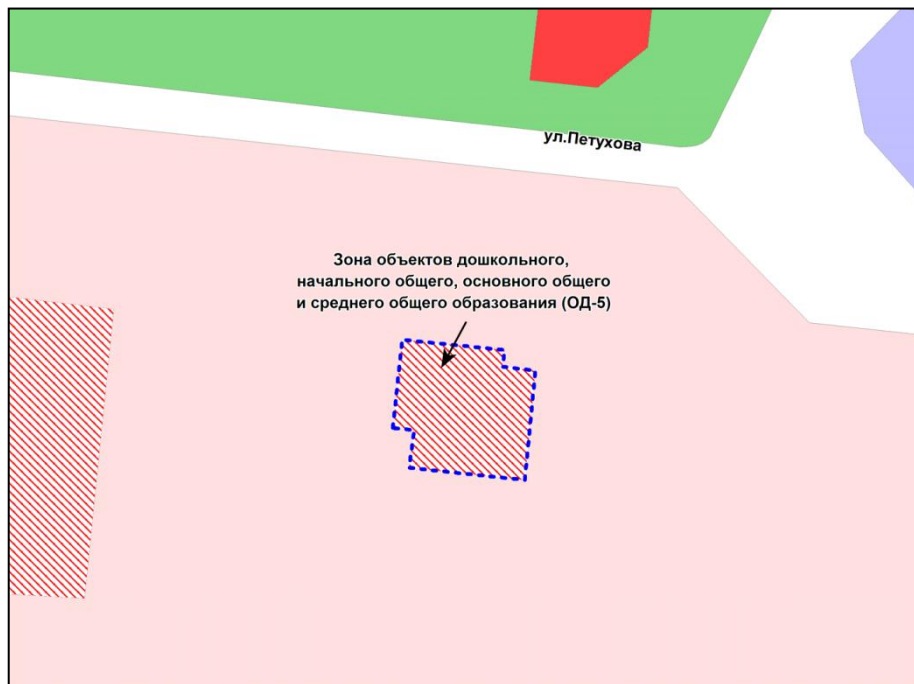 ул.Петухова
Зона объектов дошкольного,
начального общего, основного общего
и среднего общего образования (ОД-5)